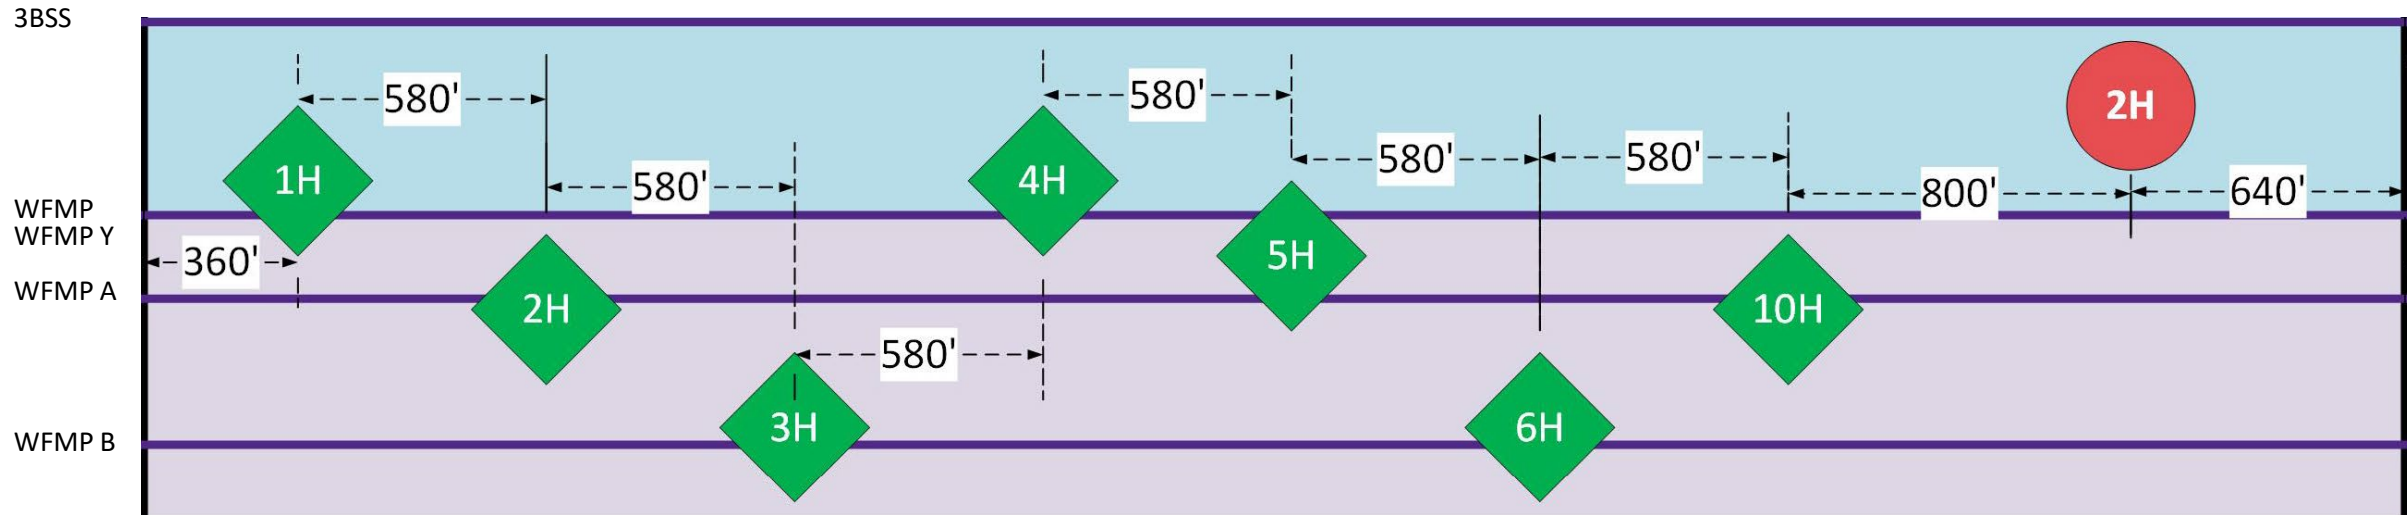 3BSS
2H
580'
580'
1H
4H
580'
580'
580'
800'
640'
WFMP
WFMP Y
360'
5H
WFMP A
2H
10H
580'
3H
6H
WFMP B